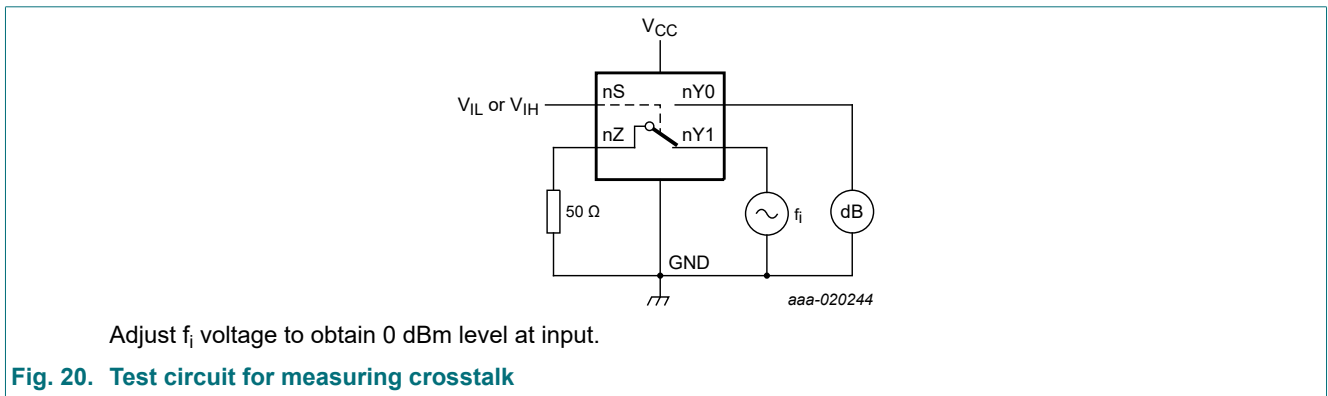 VCC
nS nY0
VIL or VIH
nZ nY1
50 Ω
fi
dB
GND
aaa-020244
Adjust fi voltage to obtain 0 dBm level at input.
Fig. 20. Test circuit for measuring crosstalk